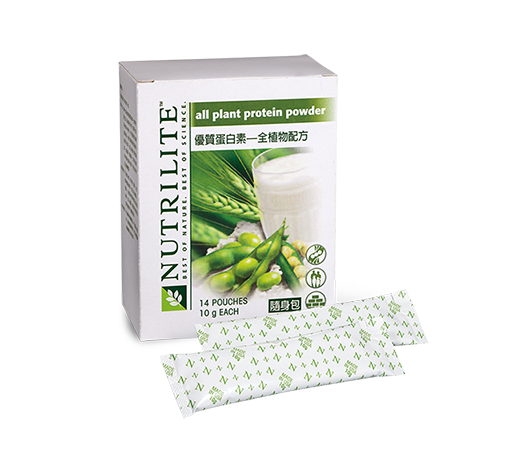 NUTRILITE™
BEST OF NATURE. BEST OF SCIENCE.
all plant protein powder
優質蛋白素—全植物配方
14 POUCHES
10 g EACH
隨身包